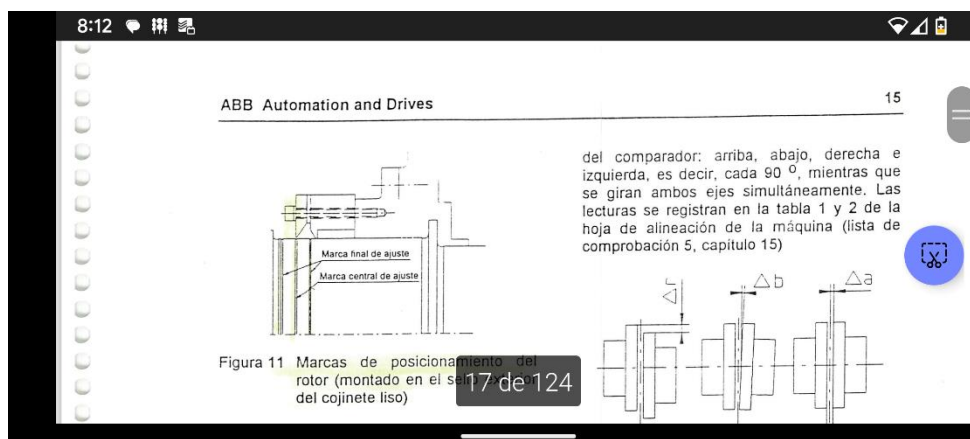 8:12
ABB Automation and Drives
15
Marca final de ajuste
Marca central de ajuste
Figura 11 Marcas de posicionamiento del
rotor (montado en el sello
del cojinete liso)
17 de 124
del comparador: arriba, abajo, derecha e
izquierda, es decir, cada 90 º, mientras que
se giran ambos ejes simultáneamente. Las
lecturas se registran en la tabla 1 y 2 de la
hoja de alineación de la máquina (lista de
comprobación 5, capítulo 15)
△r
△b
△a